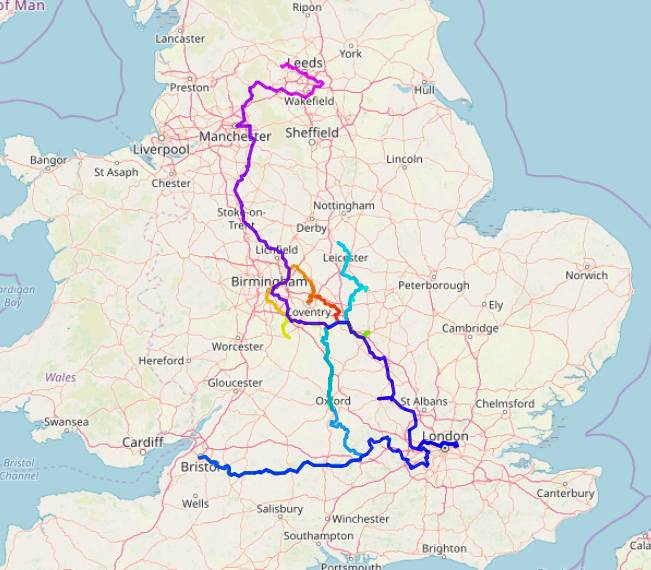 of Man
Ripon
Lancaster
York
Leeds
Preston
Hull
Wakefield
Manchester
Sheffield
Liverpool
Bangor
Lincoln
St Asaph
Chester
Stoke-on-
Trent
Nottingham
Derby
Lichfield
Leicester
Norwich
Cardigan
Bay
Birmingham
Peterborough
Ely
Coventry
Cambridge
Worcester
Hereford
Wales
Gloucester
Oxford
St Albans
Chelmsford
Swansea
Cardiff
London
Bristol
Channel
Bristol
Wells
Canterbury
Salisbury
Winchester
Southampton
Brighton
Portsmouth
Cala